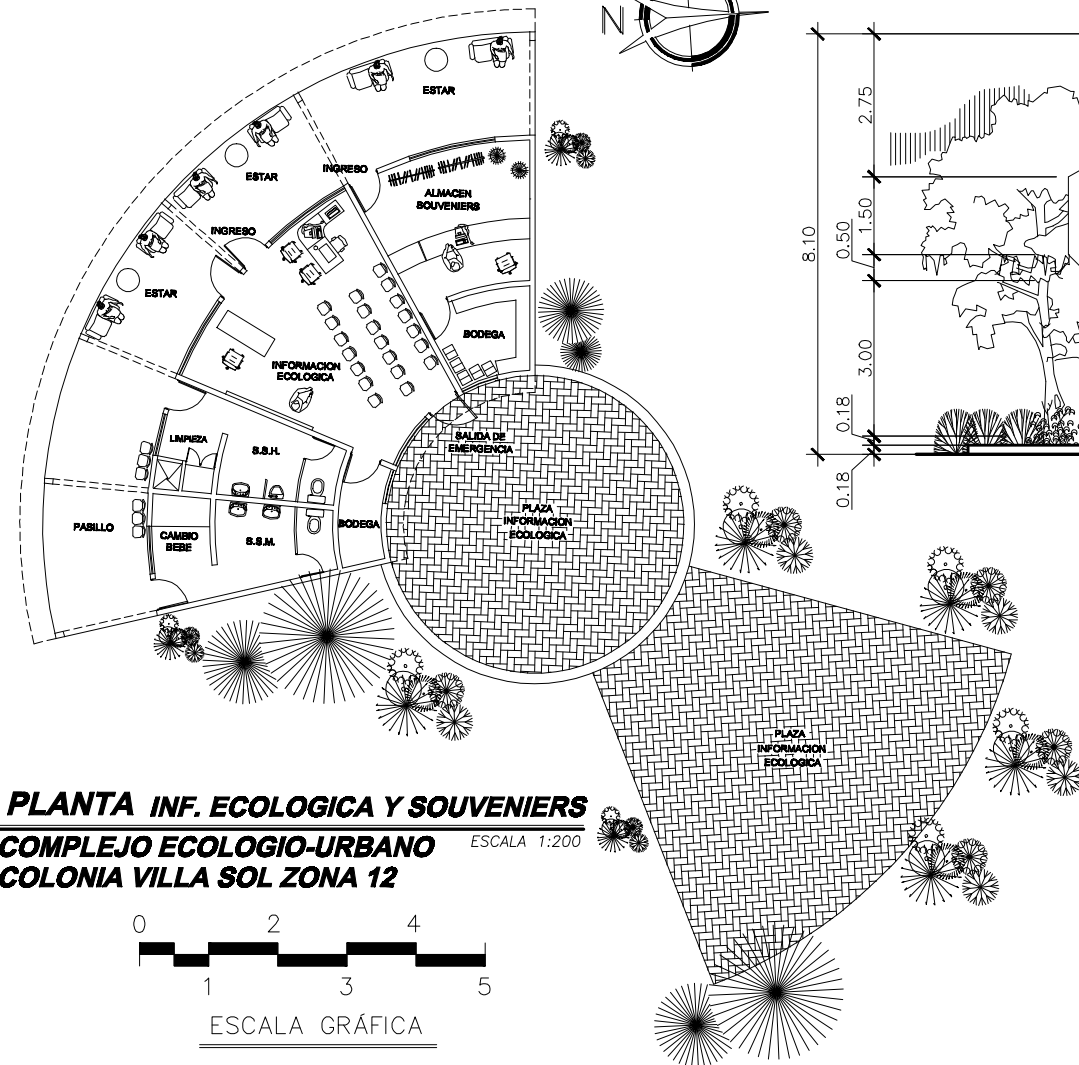 N
ESTAR
ESTAR
INGRESO
ALMACEN
SOUVENIERS
INGRESO
ESTAR
BODEGA
INFORMACION
ECOLOGICA
LIMPIEZA
S.S.H.
SALIDA DE
EMERGENCIA
PASILLO
CAMBIO
BEBE
S.S.M.
BODEGA
PLAZA
INFORMACION
ECOLOGICA
PLAZA
INFORMACION
ECOLOGICA
8.10
2.75
1.50
0.50
3.00
0.18
0.18
PLANTA INF. ECOLOGICA Y SOUVENIERS
ESCALA 1:200
COMPLEJO ECOLOGIO-URBANO
COLONIA VILLA SOL ZONA 12
0 2 4
1 3 5
ESCALA GRÁFICA